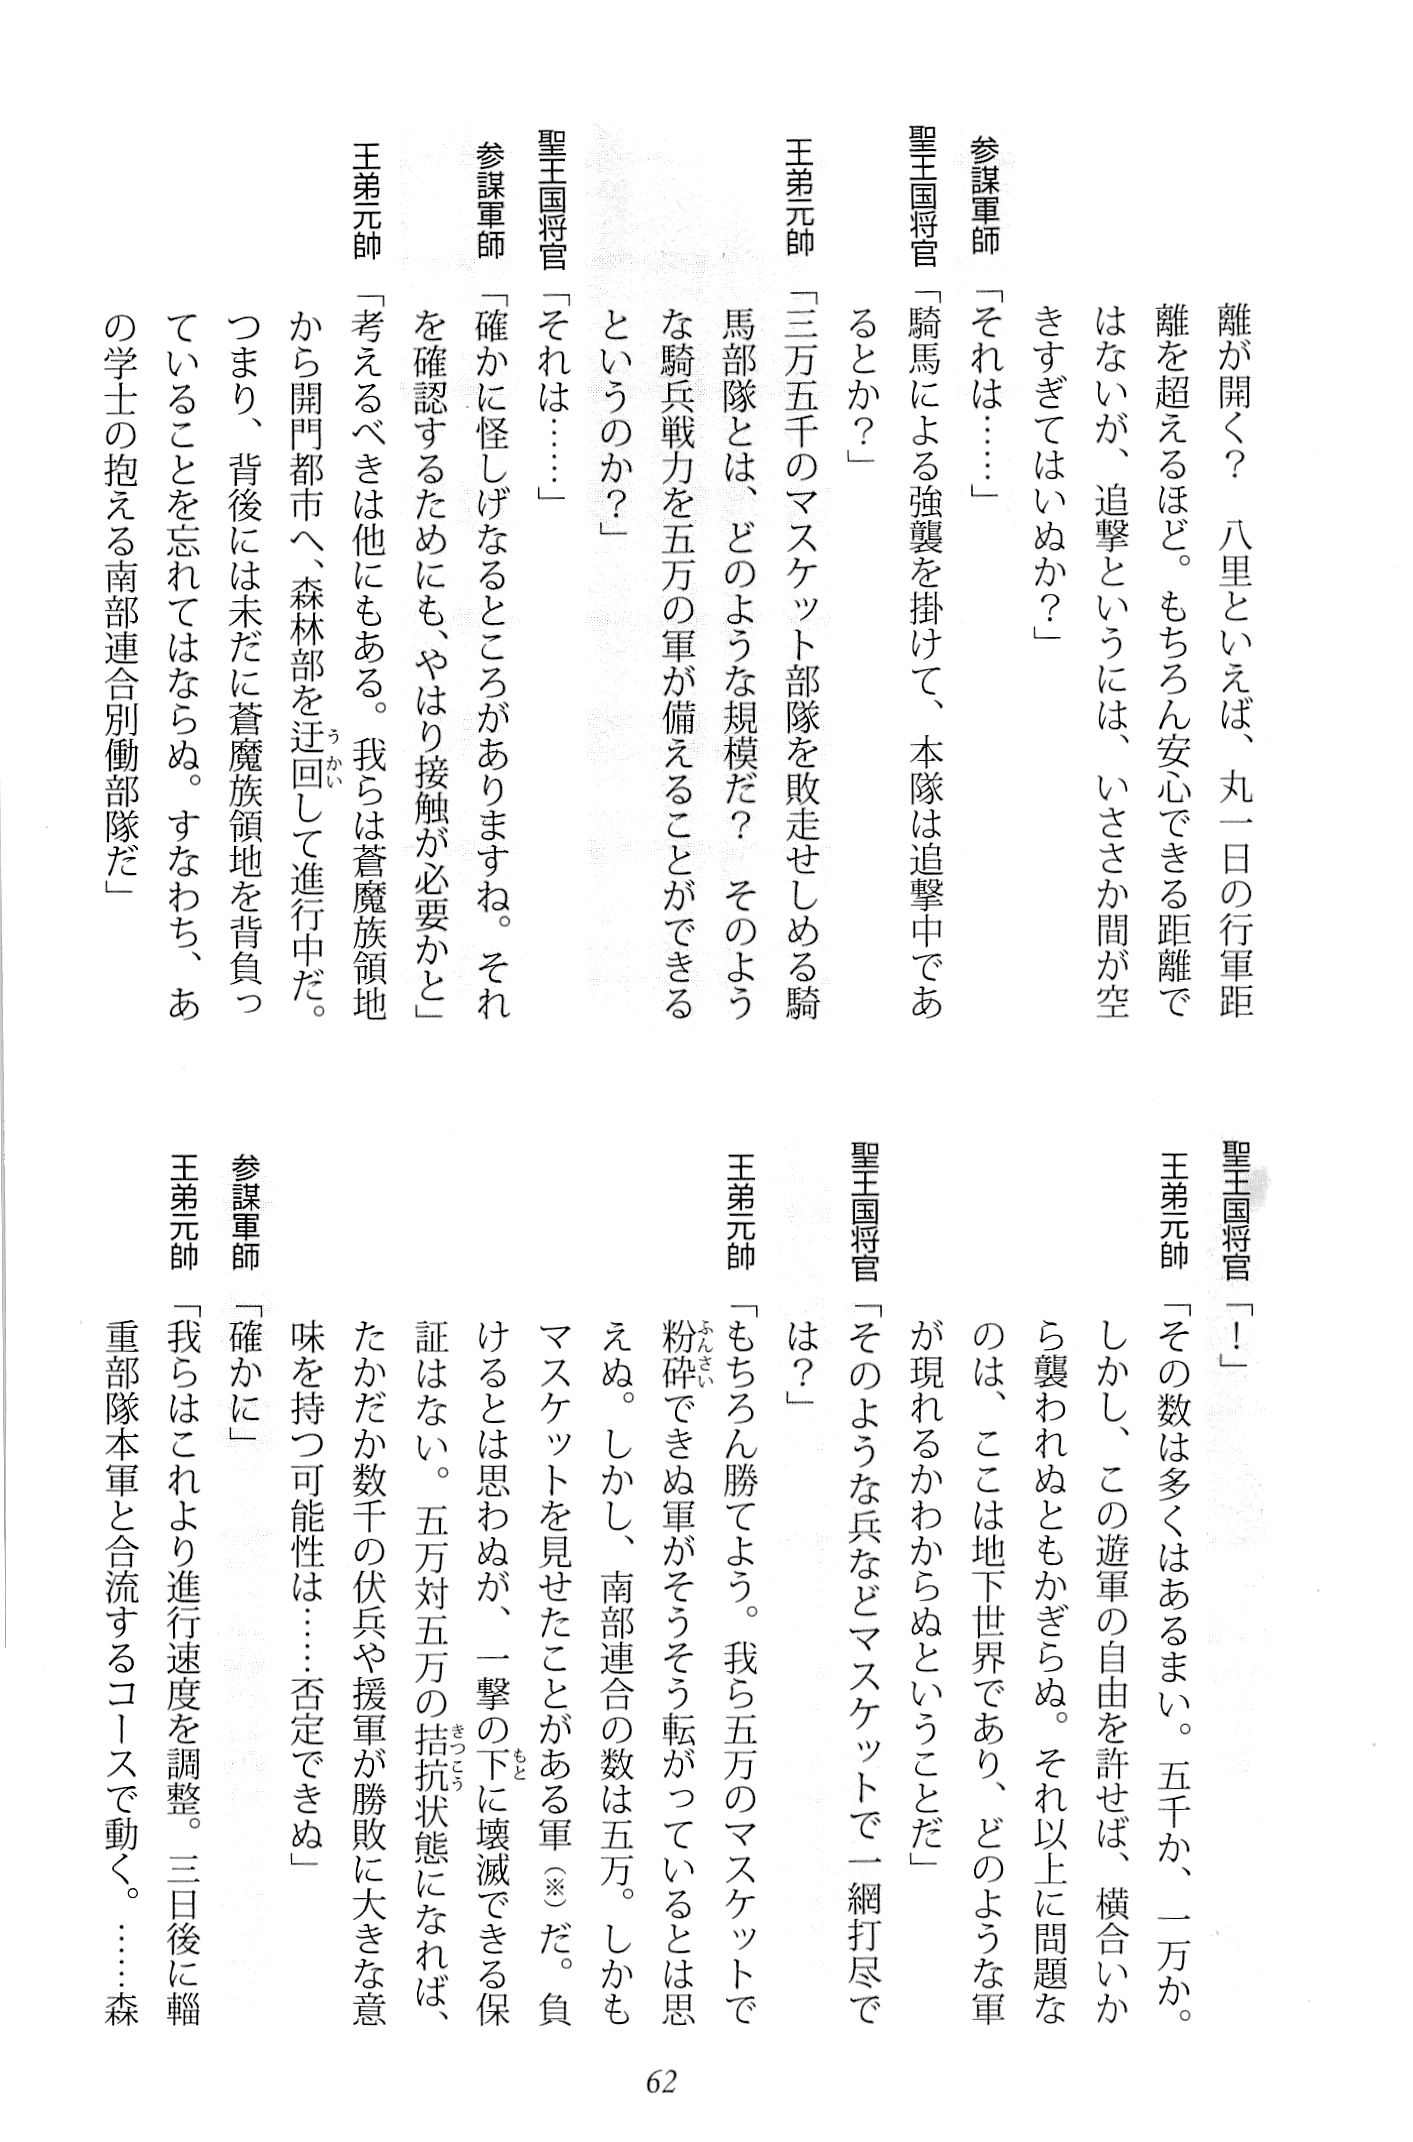 離が開く？　八里といえば、丸一日の行軍距
離を超えるほど。もちろん安心できる距離で
はないが、追撃というには、いささか間が空
きすぎてはいぬか？」
参謀軍師「それは……」
聖王国将官「騎馬による強襲を掛けて、本隊は追撃中であ
るとか？」
王弟元帥「三万五千のマスケット部隊を敗走せしめる騎
馬部隊とは、どのような規模だ？　そのよう
な騎兵戦力を五万の軍が備えることができる
というのか？」
聖王国将官「それは……」
参謀軍師「確かに怪しげなるところがありますね。それ
を確認するためにも、やはり接触が必要かと」
王弟元帥「考えるべきは他にもある。我らは蒼魔族領地
から開門都市へ、森林部を迂回して進行中だ。
つまり、背後には未だに蒼魔族領地を背負っ
ていることを忘れてはならぬ。すなわち、あ
の学士の抱える南部連合別働部隊だ」
聖王国将官「！」
王弟元帥「その数は多くはあるまい。五千か、一万か。
しかし、この遊軍の自由を許せば、横合いか
ら襲われぬともかぎらぬ。それ以上に問題な
のは、ここは地下世界であり、どのような軍
が現れるかわからぬということだ」
聖王国将官「そのような兵などマスケットで一網打尽で
は？」
王弟元帥「もちろん勝てよう。我ら五万のマスケットで
粉砕できぬ軍がそうそう転がっているとは思
えぬ。しかし、南部連合の数は五万。しかも
マスケットを見せたことがある軍（※）だ。負
けるとは思わぬが、一撃の下に壊滅できる保
証はない。五万対五万の拮抗状態になれば、
たかだか数千の伏兵や援軍が勝敗に大きな意
味を持つ可能性は……否定できぬ」
参謀軍師「確かに」
王弟元帥「我らはこれより進行速度を調整。三日後に輜
重部隊本軍と合流するコースで動く。……森
62